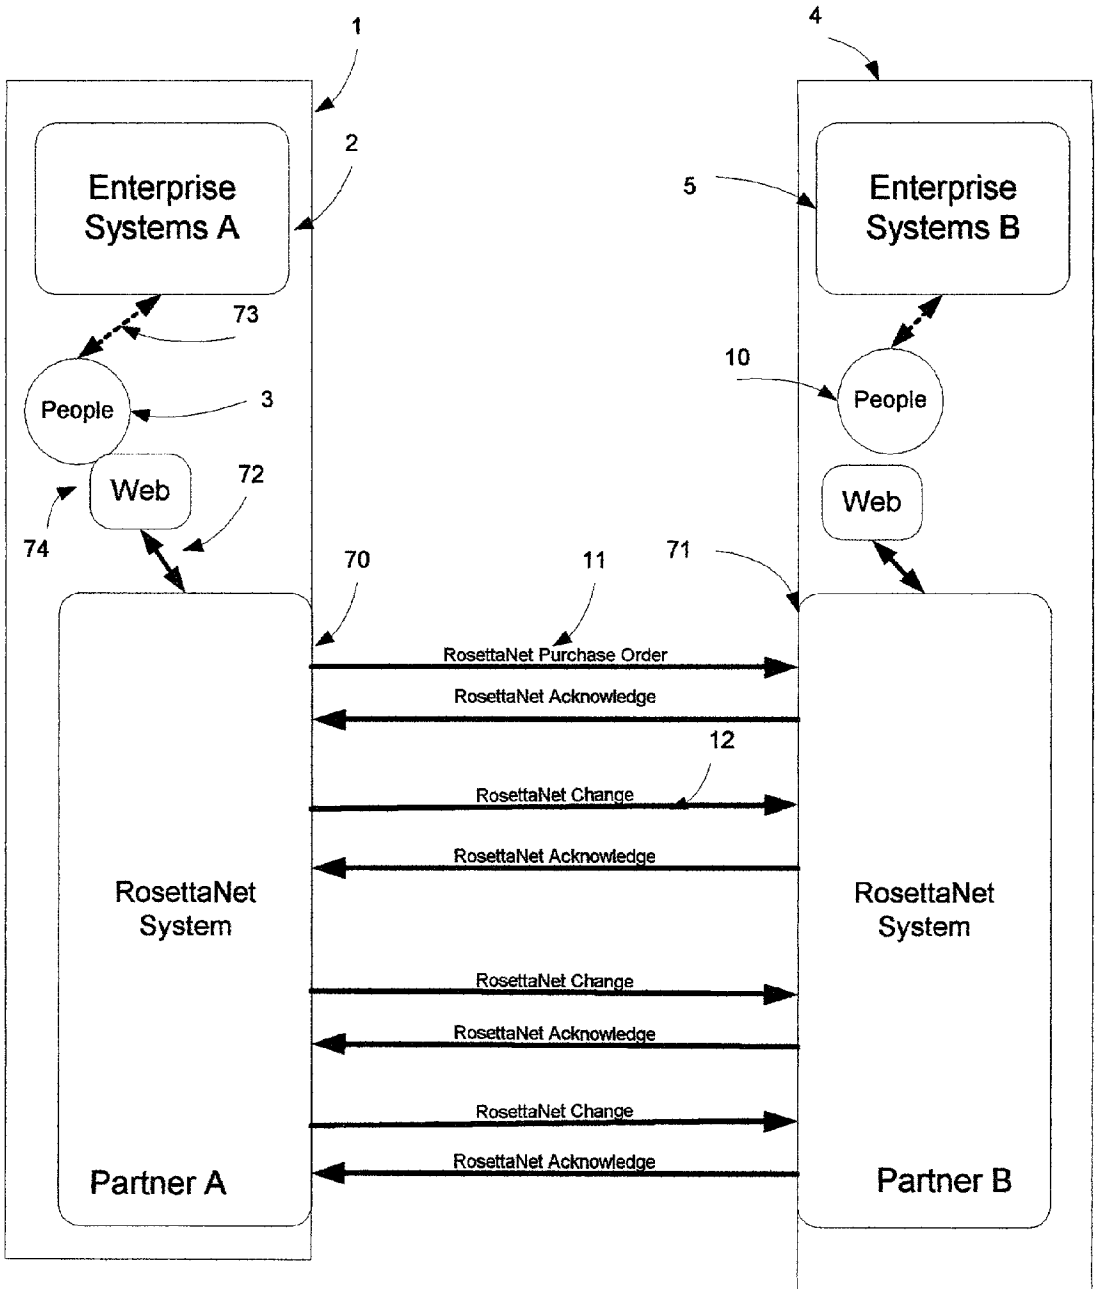 1
4
2
5
Enterprise
Systems A
Enterprise
Systems B
73
10
People
3
People
Web
72
74
Web
70
11
71
RosettaNet Purchase Order
RosettaNet Acknowledge
12
RosettaNet Change
RosettaNet Acknowledge
RosettaNet
System
RosettaNet
System
RosettaNet Change
RosettaNet Acknowledge
RosettaNet Change
RosettaNet Acknowledge
Partner A
Partner B